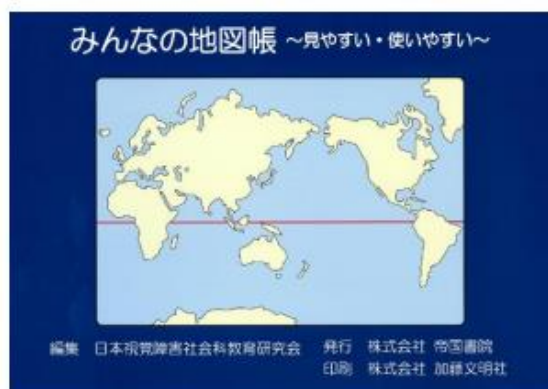 みんなの地図帳 ～見やすい・使いやすい～
編集 日本視覚障害社会科教育研究会 発行 株式会社 帝国書院
印刷 株式会社 加藤文明社